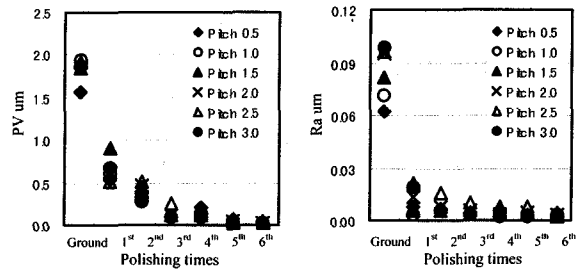 2.5
2.0
1.5
1.0
0.5
0.0
PV um
Pitch 0.5
Pitch 1.0
Pitch 1.5
Pitch 2.0
Pitch 2.5
Pitch 3.0
Ground 1st 2nd 3rd 4th 5th 6th
Polishing times
0.12
0.09
0.06
0.03
0.00
Ra um
Pitch 0.5
Pitch 1.0
Pitch 1.5
Pitch 2.0
Pitch 2.5
Pitch 3.0
Ground 1st 2nd 3rd 4th 5th 6th
Polishing times